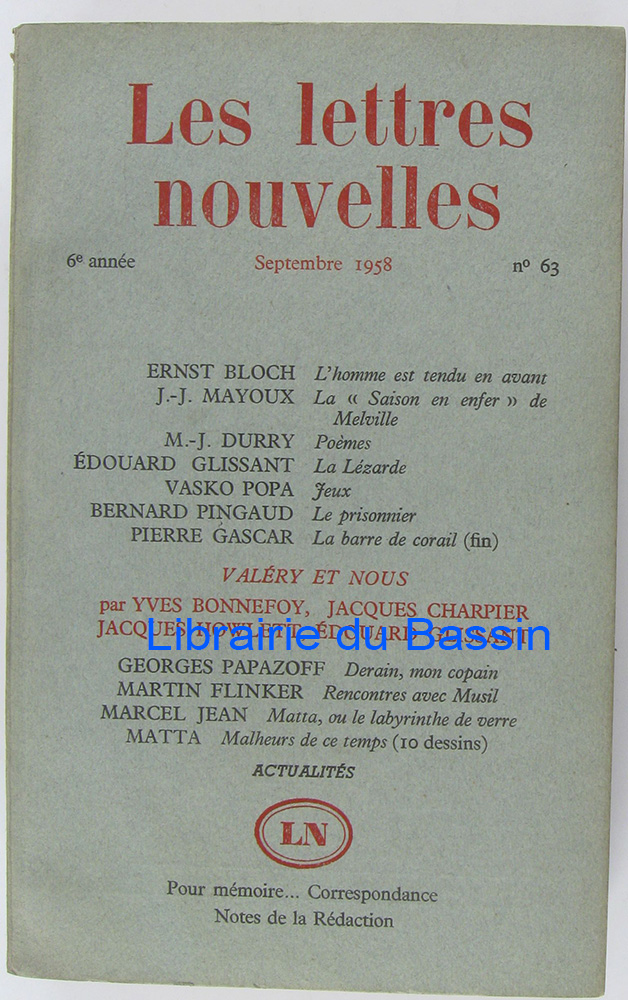 Les lettres
nouvelles
6e année Septembre 1958 nº 63
ERNST BLOCH L'homme est tendu en avant
J.-J. MAYOUX La « Saison en enfer » de
Melville
M.-J. DURRY Poèmes
ÉDOUARD GLISSANT La Lézarde
VASKO POPA Jeux
BERNARD PINGAUD Le prisonnier
PIERRE GASCAR La barre de corail (fin)
VALÉRY ET NOUS
par YVES BONNEFOY, JACQUES CHARPIER
JACQUES HOWLETT, ÉDOUARD GLISSANT
Librairie du Bassin
GEORGES PAPAZOFF Derain, mon copain
MARTIN FLINKER Rencontres avec Musil
MARCEL JEAN Matta, ou le labyrinthe de verre
MATTA Malheurs de ce temps (10 dessins)
ACTUALITÉS
LN
Pour mémoire... Correspondance
Notes de la Rédaction